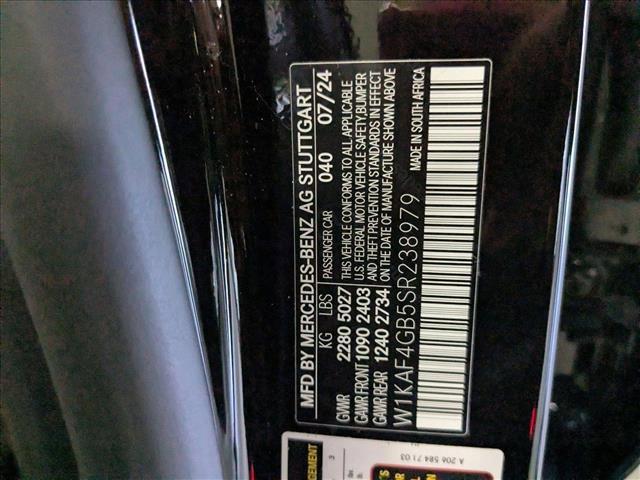 MFD BY MERCEDES-BENZ AG STUTTGART
PASSENGER CAR 040 07/24
KG LBS
GVWR 2280 5027
GAWR FRONT 1090 2403
GAWR REAR 1240 2734
THIS VEHICLE CONFORMS TO ALL APPLICABLE
U.S. FEDERAL MOTOR VEHICLE SAFETY, BUMPER
AND THEFT PREVENTION STANDARDS IN EFFECT
ON THE DATE OF MANUFACTURE SHOWN ABOVE
W1KAF4GB5SR238979
MADE IN SOUTH AFRICA
A 206 584 71 03